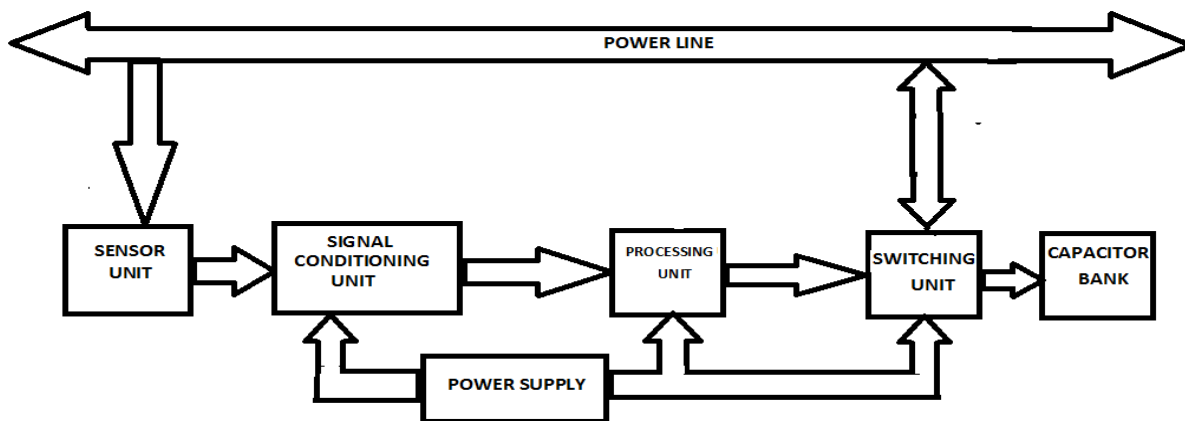 POWER LINE
SENSOR
UNIT
SIGNAL
CONDITIONING
UNIT
PROCESSING
UNIT
SWITCHING
UNIT
CAPACITOR
BANK
POWER SUPPLY